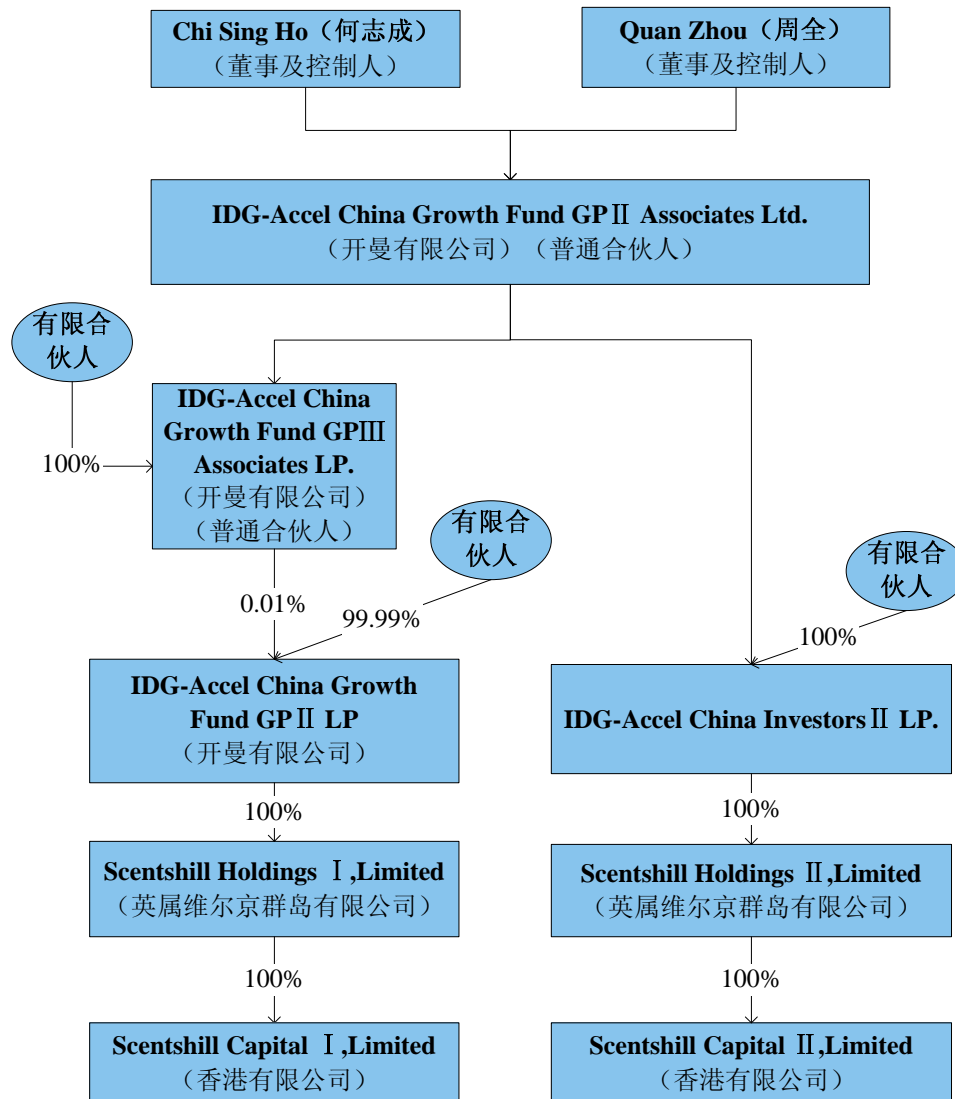 Chi Sing Ho（何志成）
（董事及控制人）
Quan Zhou（周全）
（董事及控制人）
IDG-Accel China Growth Fund GPⅡ Associates Ltd.
（开曼有限公司）（普通合伙人）
有限合
伙人
100%
IDG-Accel China
Growth Fund GPⅢ
Associates LP.
（开曼有限公司）
（普通合伙人）
有限合
伙人
有限合
伙人
0.01%
99.99%
100%
IDG-Accel China Growth
Fund GPⅡ LP
（开曼有限公司）
IDG-Accel China InvestorsⅡ LP.
100%
100%
Scentshill Holdings Ⅰ,Limited
（英属维尔京群岛有限公司）
Scentshill Holdings Ⅱ,Limited
（英属维尔京群岛有限公司）
100%
100%
Scentshill Capital Ⅰ,Limited
（香港有限公司）
Scentshill Capital Ⅱ,Limited
（香港有限公司）